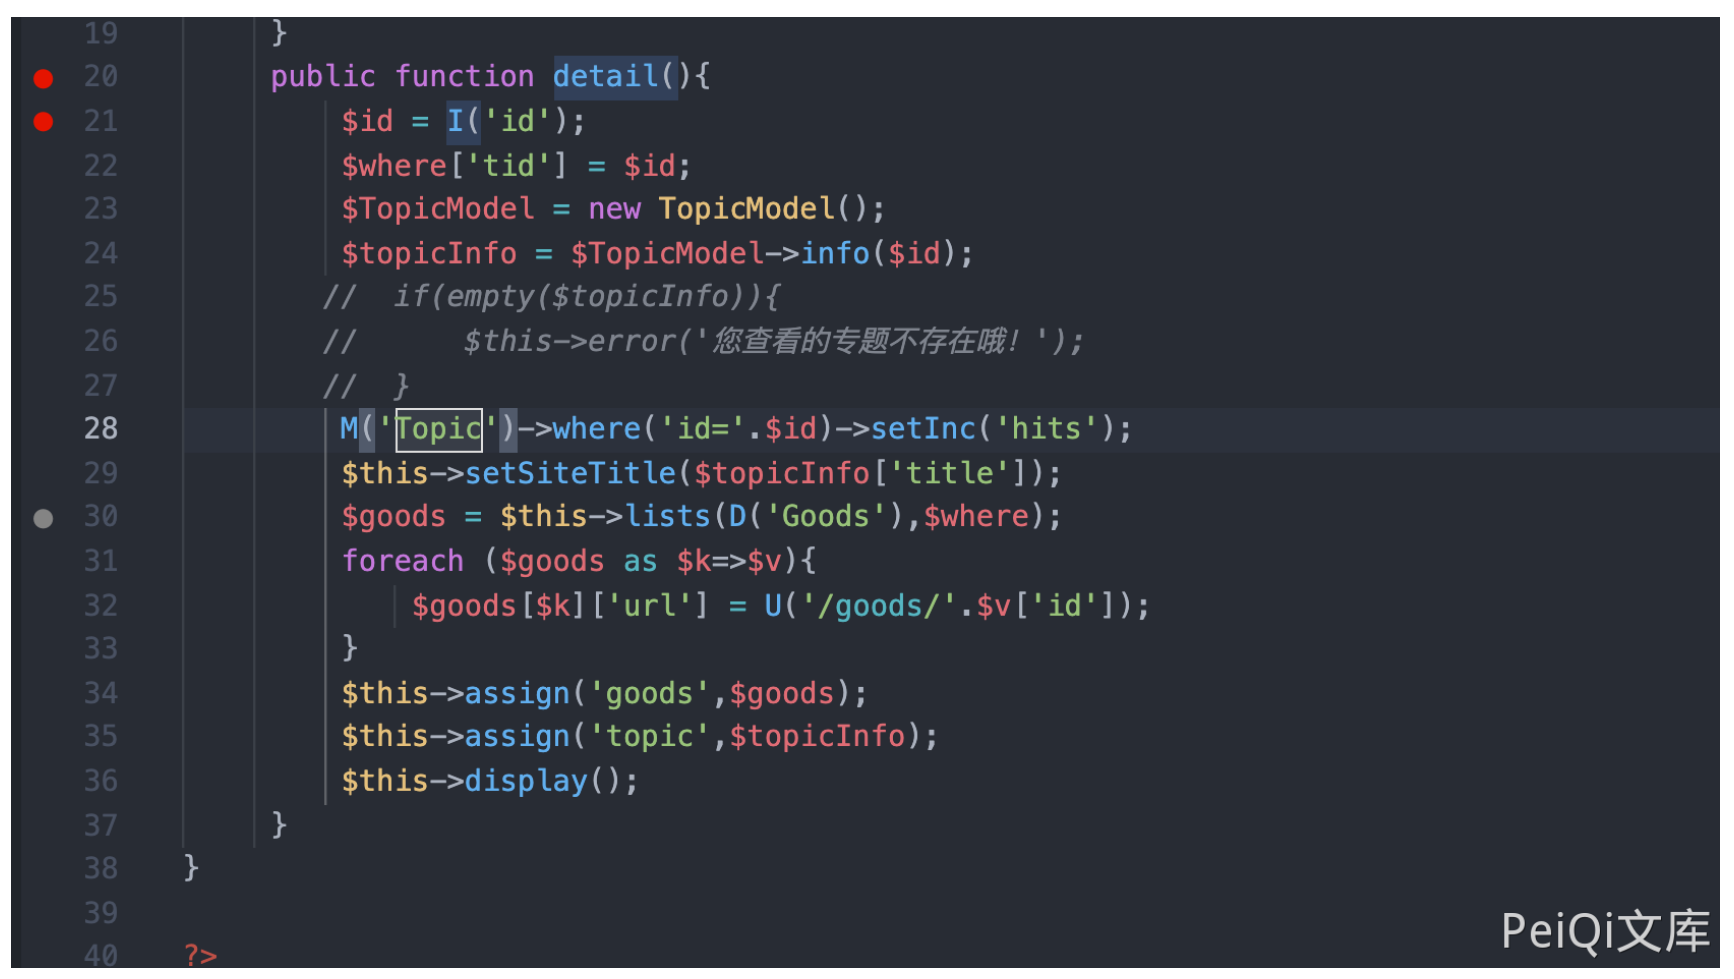 19 }
20 public function detail(){
21 $id = I('id');
22 $where['tid'] = $id;
23 $TopicModel = new TopicModel();
24 $topicInfo = $TopicModel->info($id);
25 // if(empty($topicInfo)){
26 // $this->error('您查看的专题不存在哦！');
27 // }
28 M('Topic')->where('id='.$id)->setInc('hits');
29 $this->setSiteTitle($topicInfo['title']);
30 $goods = $this->lists(D('Goods'),$where);
31 foreach ($goods as $k=>$v){
32 $goods[$k]['url'] = U('/goods/'.$v['id']);
33 }
34 $this->assign('goods',$goods);
35 $this->assign('topic',$topicInfo);
36 $this->display();
37 }
38 }
39
40 ?>
PeiQi文库